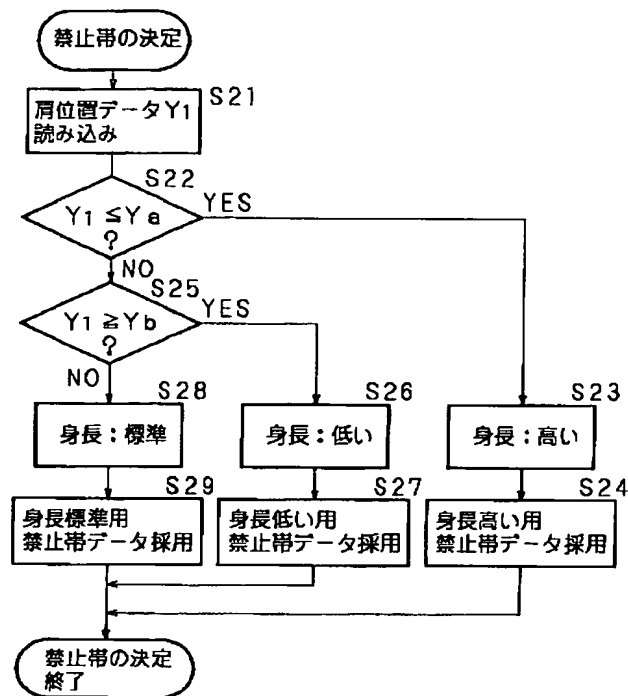 禁止帯の決定
S21
肩位置データY1
読み込み
S22
Y1 ≦Ya
?
YES
NO
S25
Y1 ≧Yb
?
YES
NO
S28
S26
S23
身長：標準
身長：低い
身長：高い
S29
S27
S24
身長標準用
禁止帯データ採用
身長低い用
禁止帯データ採用
身長高い用
禁止帯データ採用
禁止帯の決定
終了